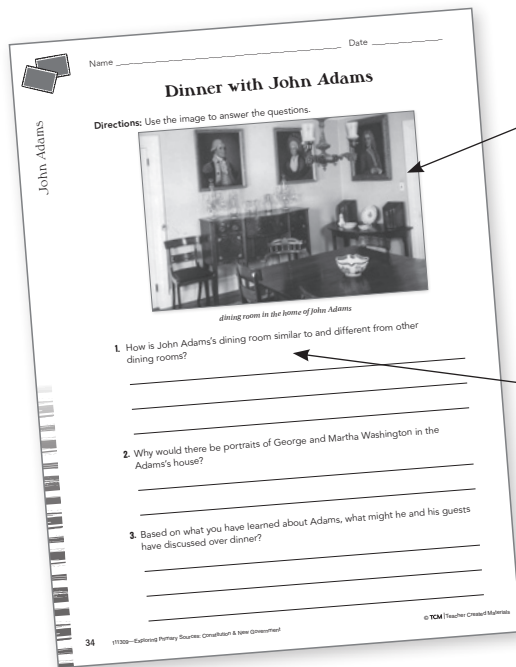 Name Date
Dinner with John Adams
John Adams
Directions: Use the image to answer the questions.
dining room in the home of John Adams
1. How is John Adams's dining room similar to and different from other
dining rooms?
2. Why would there be portraits of George and Martha Washington in the
Adams's house?
3. Based on what you have learned about Adams, what might he and his guests
have discussed over dinner?
34 111309—Exploring Primary Sources: Constitution & New Government
© TCM | Teacher Created Materials